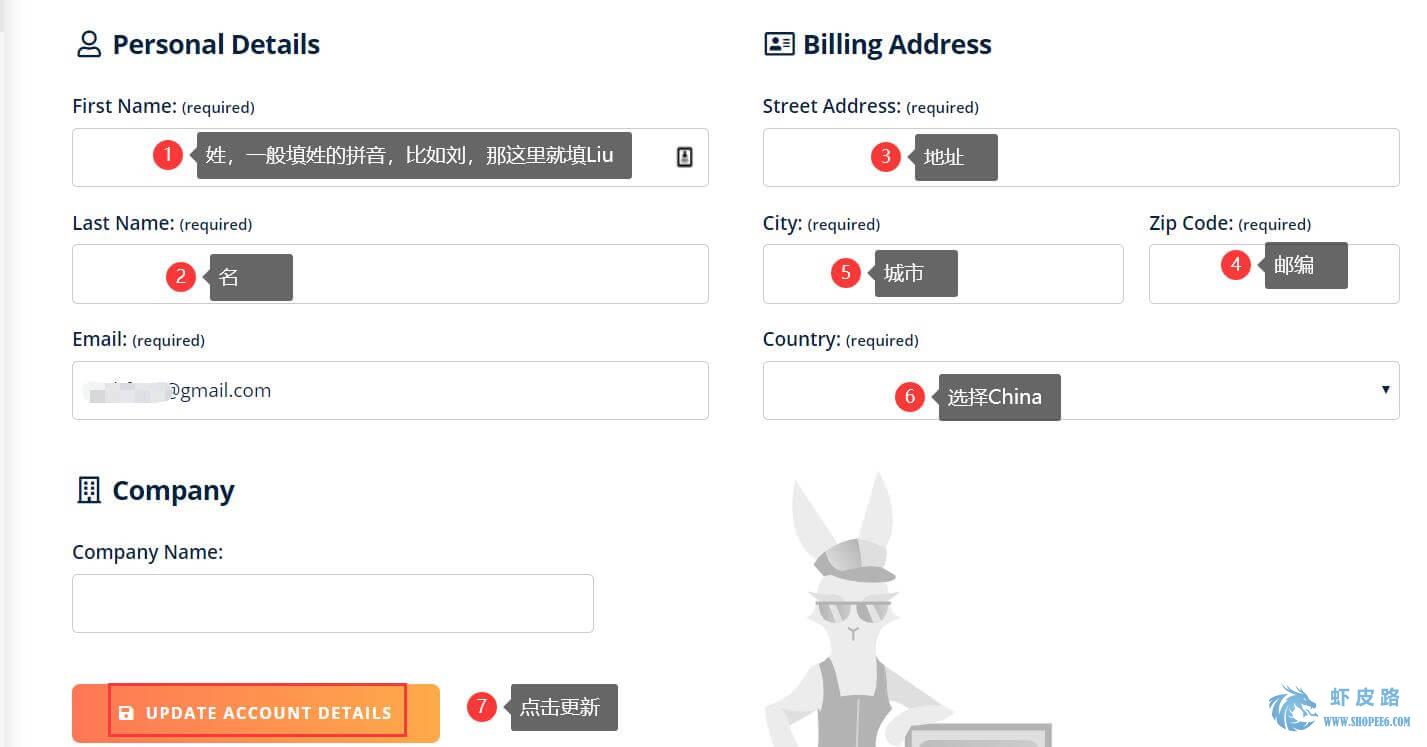 Personal Details
First Name: (required)
1 姓，一般填姓的拼音，比如刘，那这里就填Liu
Last Name: (required)
2 名
Email: (required)
@gmail.com
Company
Company Name:
UPDATE ACCOUNT DETAILS
7 点击更新
Billing Address
Street Address: (required)
3 地址
City: (required)
5 城市
Zip Code: (required)
4 邮编
Country: (required)
6 选择China
虾皮路
WWW.SHOPEE6.COM